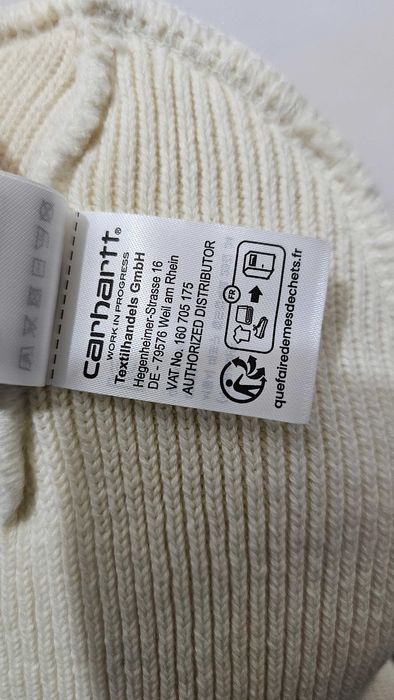 carhartt®
WORK IN PROGRESS
Textilhandels GmbH
Hegenheimer-Strasse 16
DE - 79576 Weil am Rhein
VAT No. 160 705 175
AUTHORIZED DISTRIBUTOR
FR
quefairedemesdechets.fr